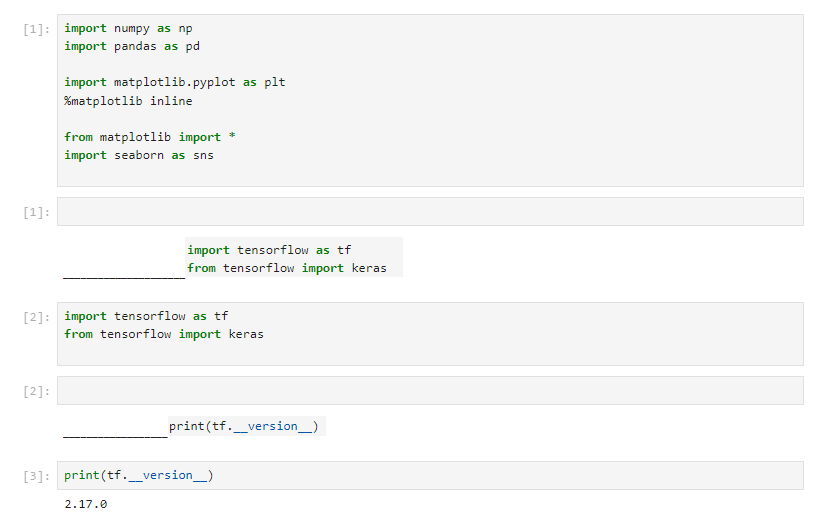 [1]: import numpy as np
import pandas as pd
import matplotlib.pyplot as plt
%matplotlib inline
from matplotlib import *
import seaborn as sns
[1]:
import tensorflow as tf
____________________from tensorflow import keras
[2]: import tensorflow as tf
from tensorflow import keras
[2]:
_________________print(tf.__version__)
[3]: print(tf.__version__)
2.17.0